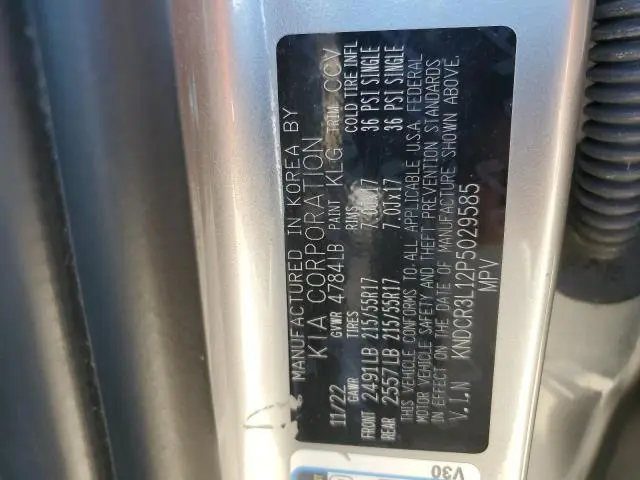 MANUFACTURED IN KOREA BY
KIA CORPORATION
11/22 GVWR 4784LB PAINT KLG TRIM CCV
GAWR TIRES RIMS COLD TIRE INFL
FRONT 2491LB 215/55R17 7.0JX17 36 PSI SINGLE
REAR 2557LB 215/55R17 7.0JX17 36 PSI SINGLE
THIS VEHICLE CONFORMS TO ALL APPLICABLE U.S.A. FEDERAL
MOTOR VEHICLE SAFETY AND THEFT PREVENTION STANDARDS
IN EFFECT ON THE DATE OF MANUFACTURE SHOWN ABOVE.
V.I.N KNDCR3L12P5029585
MPV
V30